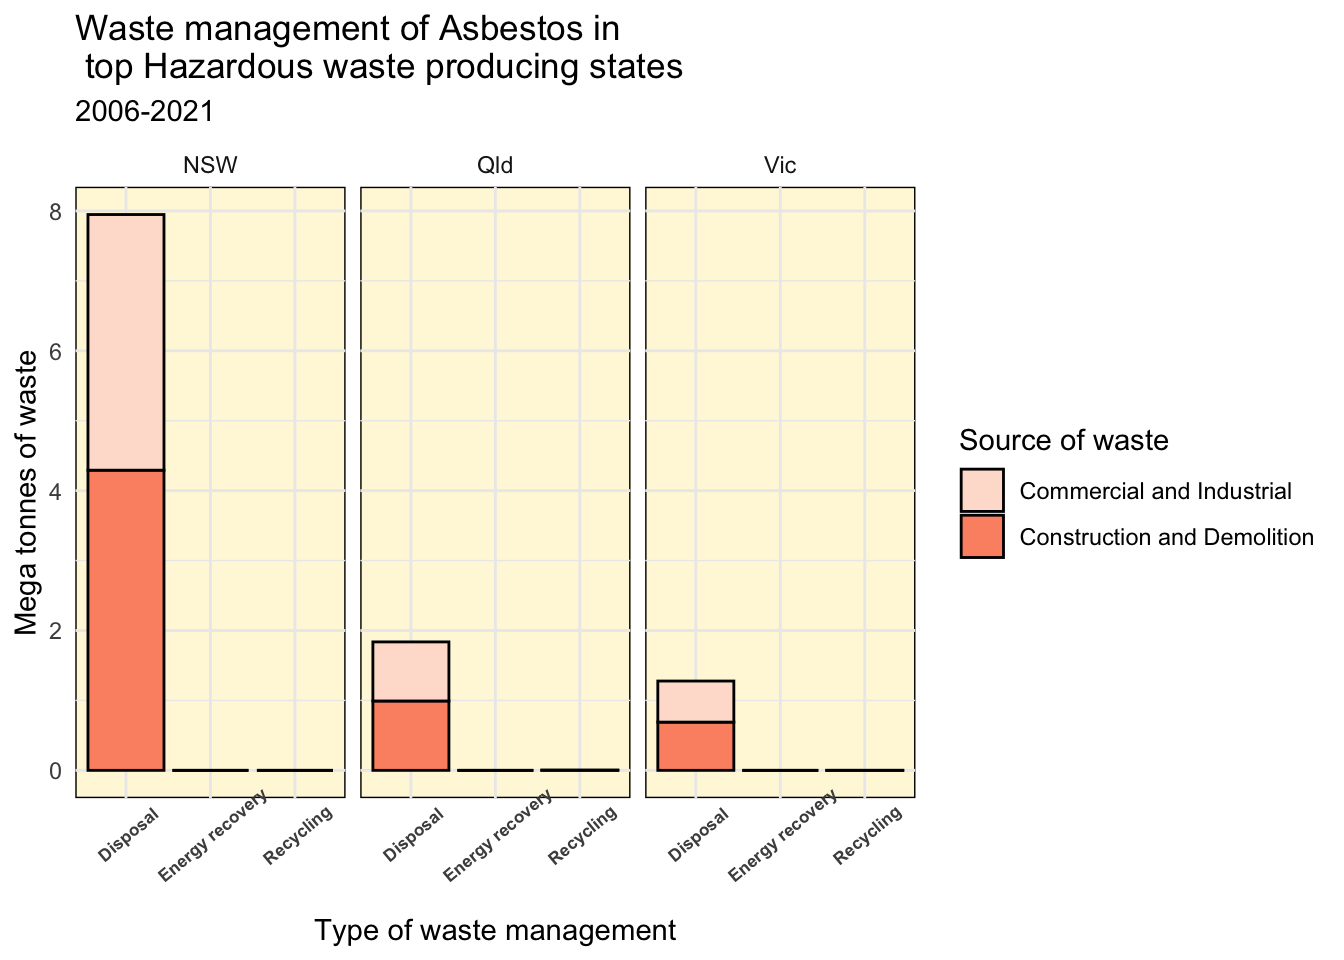 Waste management of Asbestos in
top Hazardous waste producing states
2006-2021
NSW
Qld
Vic
8
6
4
2
0
Mega tonnes of waste
Disposal
Energy recovery
Recycling
Disposal
Energy recovery
Recycling
Disposal
Energy recovery
Recycling
Type of waste management
Source of waste
Commercial and Industrial
Construction and Demolition